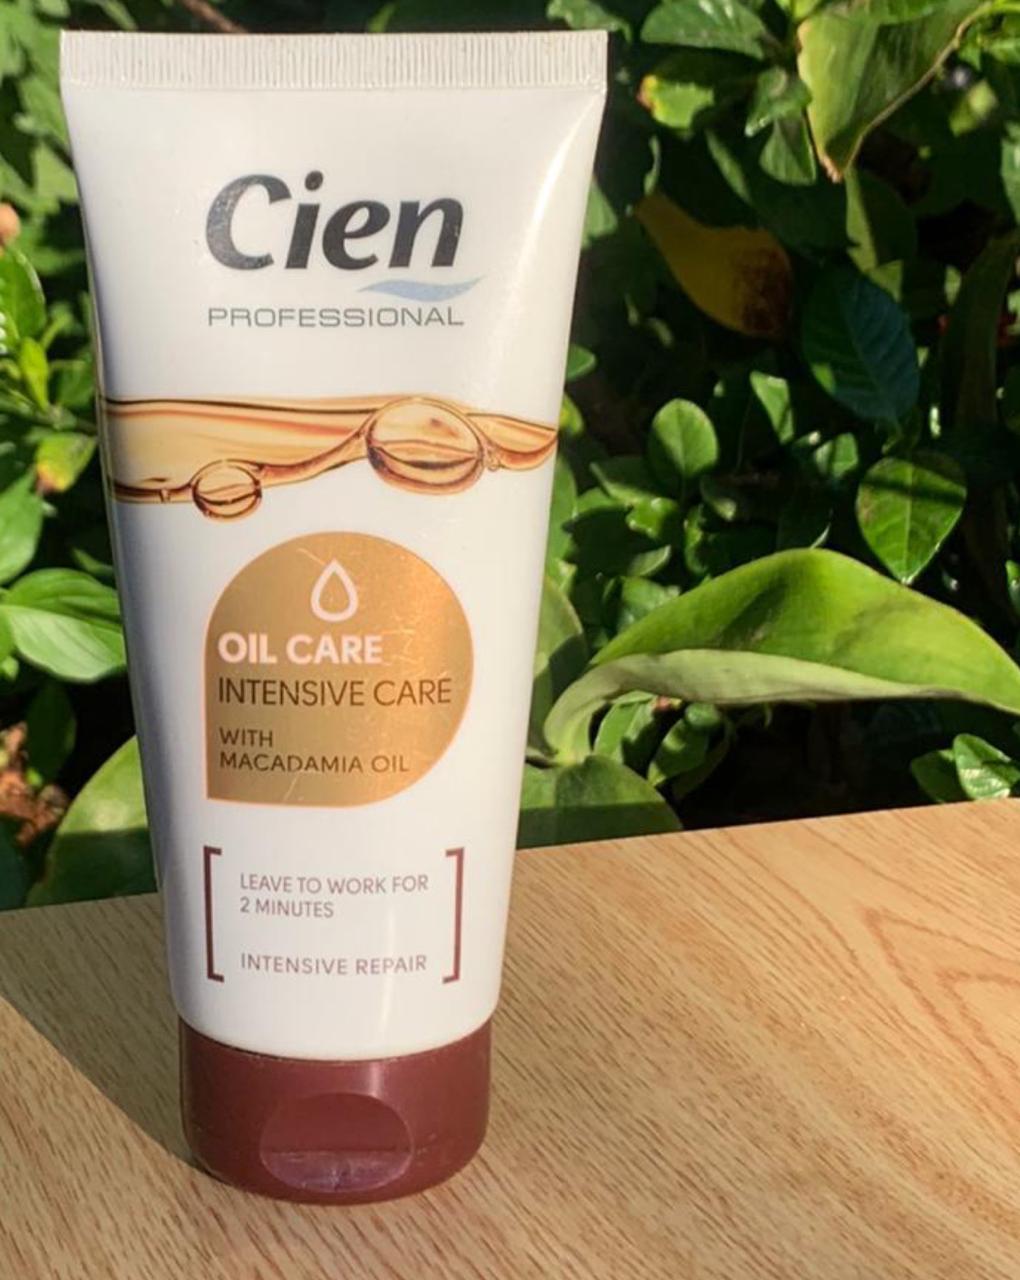 Cien
PROFESSIONAL
OIL CARE
INTENSIVE CARE
WITH
MACADAMIA OIL
LEAVE TO WORK FOR
2 MINUTES
INTENSIVE REPAIR